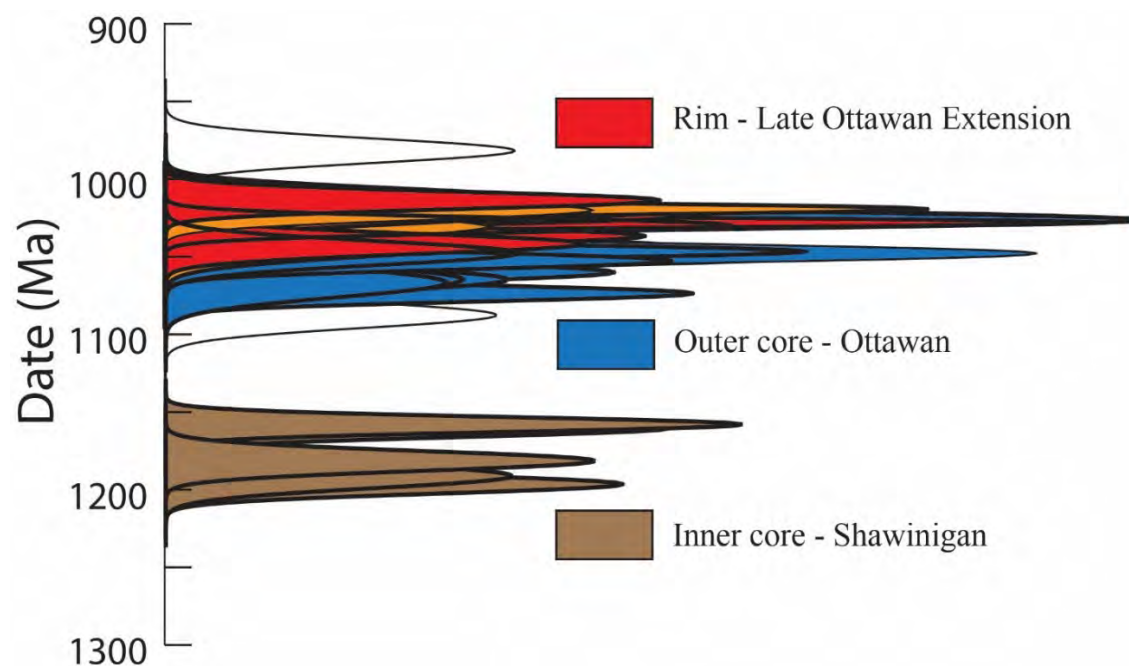 900
Rim - Late Ottawan Extension
1000
Date (Ma)
1100
Outer core - Ottawan
1200
Inner core - Shawinigan
1300